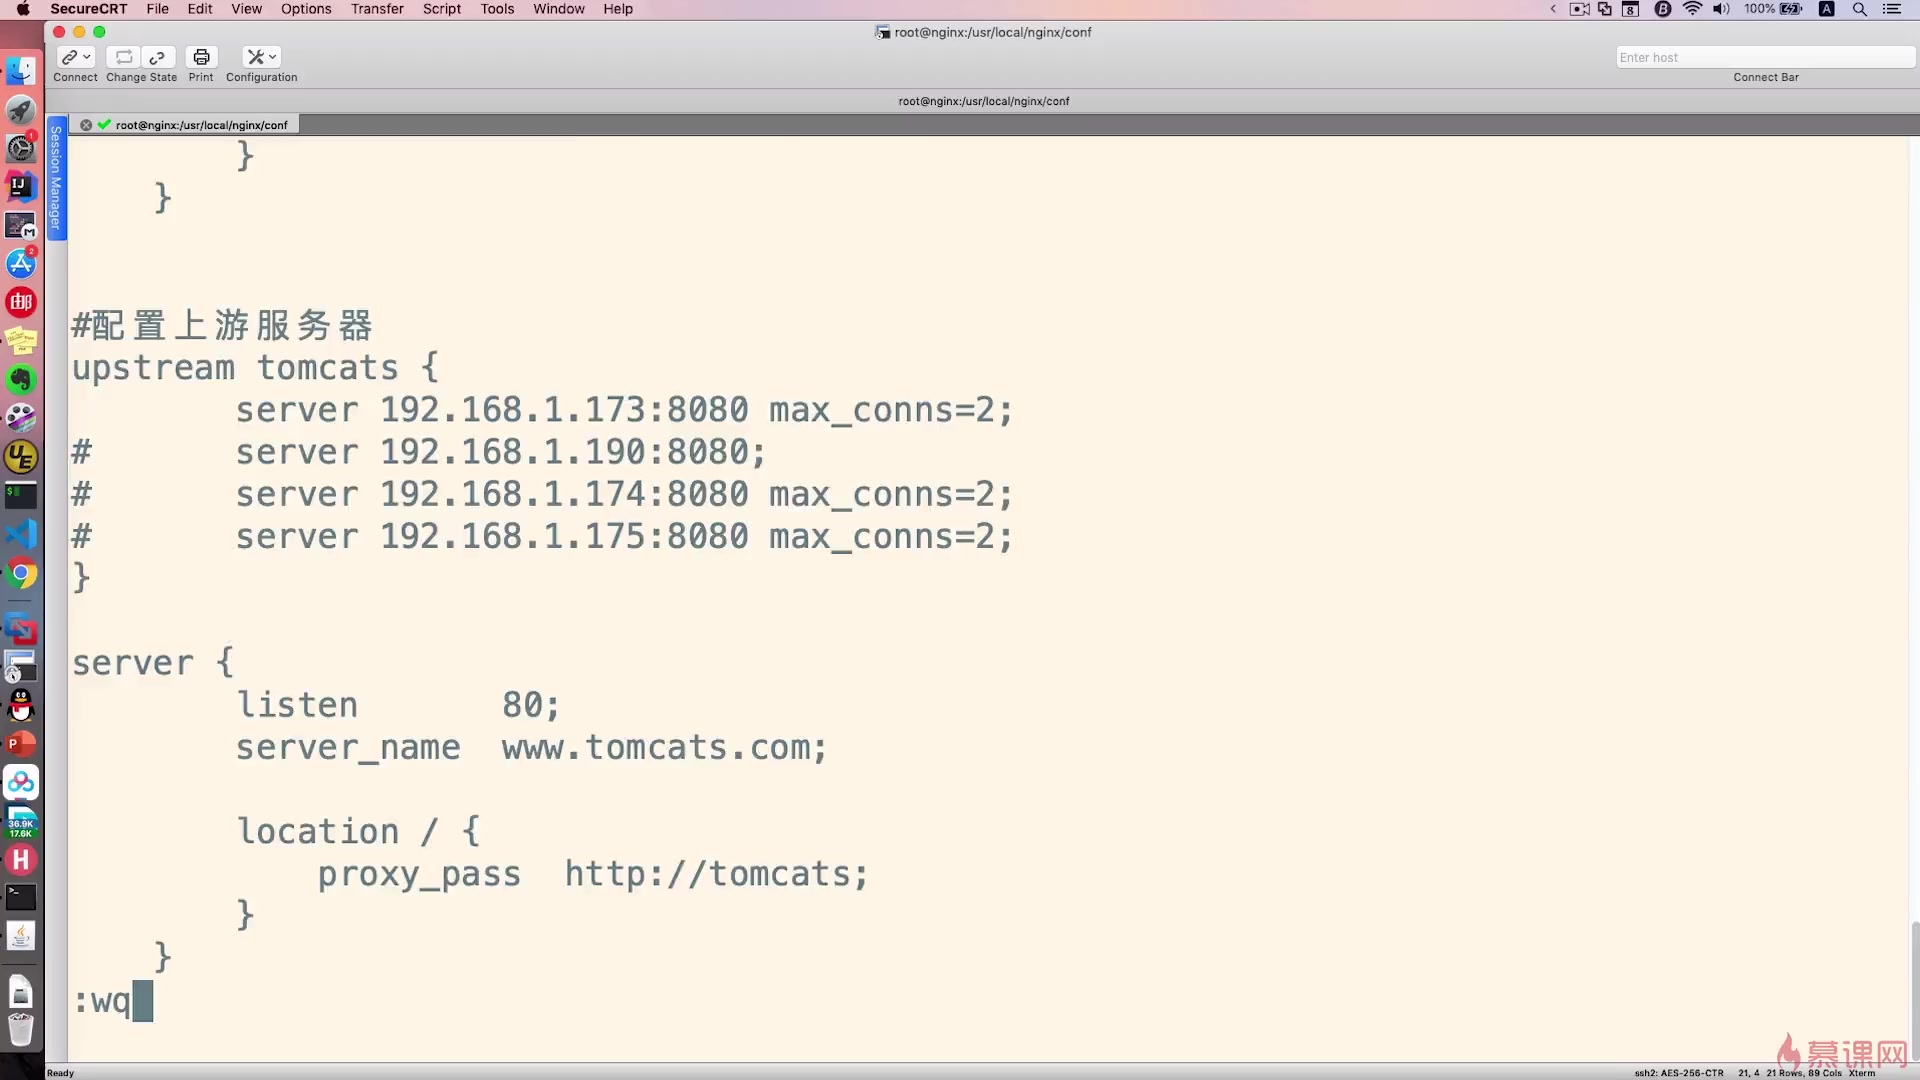 SecureCRT File Edit View Options Transfer Script Tools Window Help
100%
root@nginx:/usr/local/nginx/conf
Enter host
Connect Change State Print Configuration
Connect Bar
root@nginx:/usr/local/nginx/conf
root@nginx:/usr/local/nginx/conf
Session Manager
        }
    }
#配置上游服务器
upstream tomcats {
        server 192.168.1.173:8080 max_conns=2;
#       server 192.168.1.190:8080;
#       server 192.168.1.174:8080 max_conns=2;
#       server 192.168.1.175:8080 max_conns=2;
}
server {
        listen       80;
        server_name  www.tomcats.com;
        location / {
            proxy_pass  http://tomcats;
        }
    }
:wq
36.9K
17.6K
慕课网
Ready
ssh2: AES-256-CTR 21, 4 21 Rows, 89 Cols Xterm